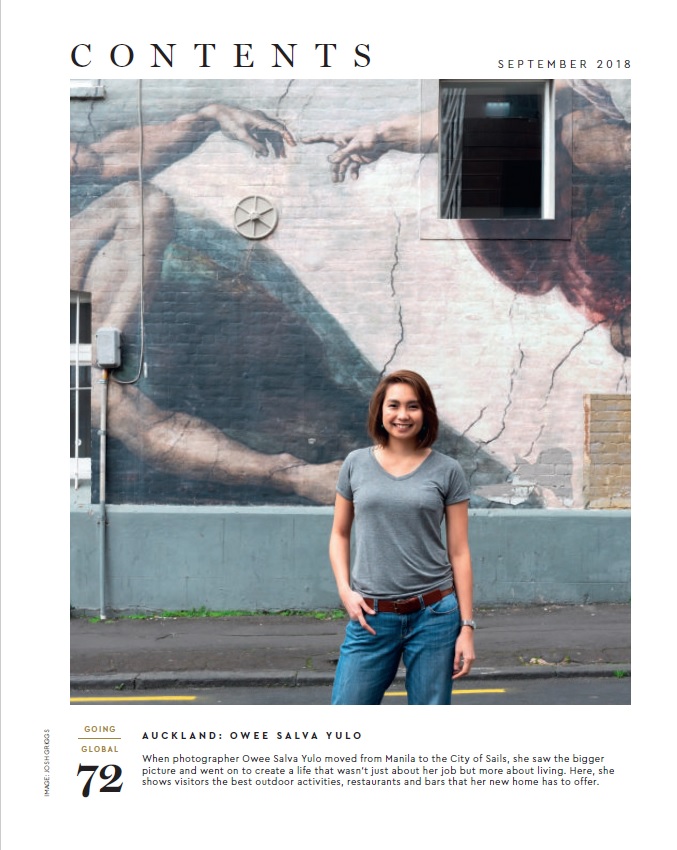 CONTENTS
SEPTEMBER 2018
GOING
GLOBAL
72
AUCKLAND: OWEE SALVA YULO
When photographer Owee Salva Yulo moved from Manila to the City of Sails, she saw the bigger
picture and went on to create a life that wasn't just about her job but more about living. Here, she
shows visitors the best outdoor activities, restaurants and bars that her new home has to offer.
IMAGE: JOSH GRIGGS